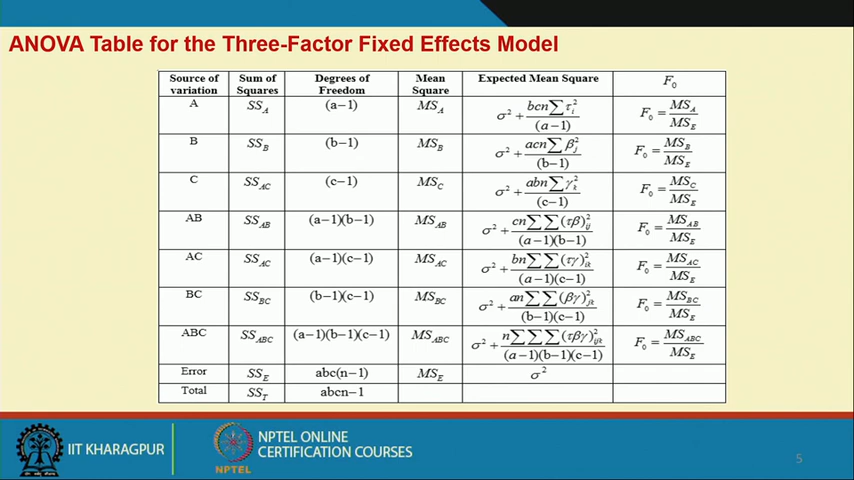 ANOVA Table for the Three-Factor Fixed Effects Model
Source of variation Sum of Squares Degrees of Freedom Mean Square Expected Mean Square F₀
A SS_A (a−1) MS_A σ² + bcn∑τᵢ² / (a−1) F₀ = MS_A / MS_E
B SS_B (b−1) MS_B σ² + acn∑βⱼ² / (b−1) F₀ = MS_B / MS_E
C SS_AC (c−1) MS_C σ² + abn∑γₖ² / (c−1) F₀ = MS_C / MS_E
AB SS_AB (a−1)(b−1) MS_AB σ² + cn∑∑(τβ)²ᵢⱼ / (a−1)(b−1) F₀ = MS_AB / MS_E
AC SS_AC (a−1)(c−1) MS_AC σ² + bn∑∑(τγ)²ᵢₖ / (a−1)(c−1) F₀ = MS_AC / MS_E
BC SS_BC (b−1)(c−1) MS_BC σ² + an∑∑(βγ)²ⱼₖ / (b−1)(c−1) F₀ = MS_BC / MS_E
ABC SS_ABC (a−1)(b−1)(c−1) MS_ABC σ² + n∑∑∑(τβγ)²ᵢⱼₖ / (a−1)(b−1)(c−1) F₀ = MS_ABC / MS_E
Error SS_E abc(n−1) MS_E σ²
Total SS_T abcn−1
IIT KHARAGPUR
NPTEL
NPTEL ONLINE
CERTIFICATION COURSES
5